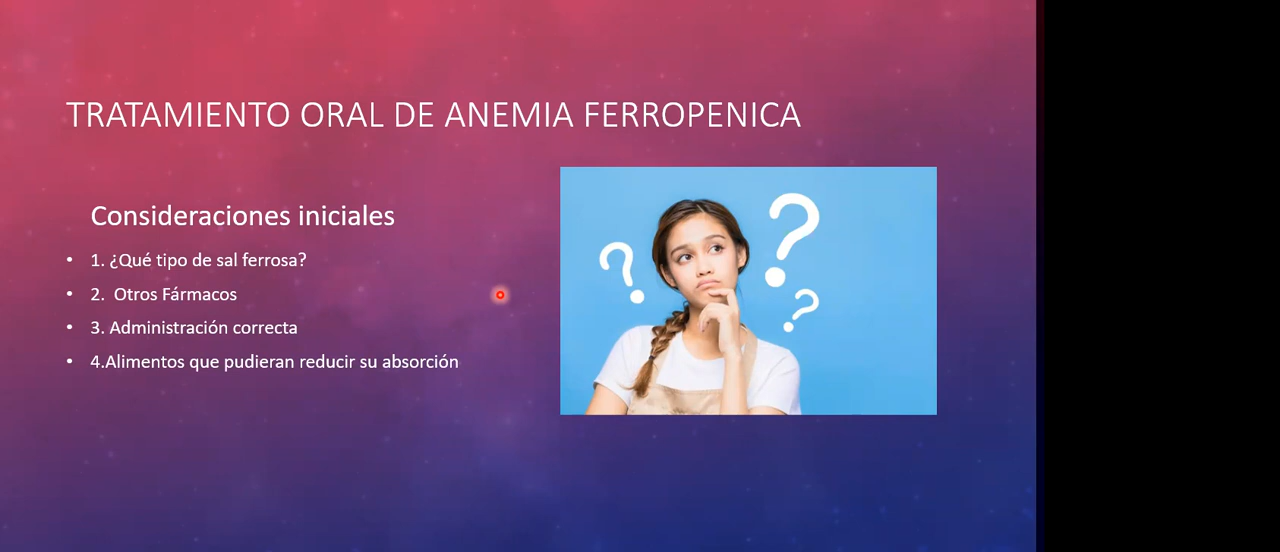 TRATAMIENTO ORAL DE ANEMIA FERROPENICA
Consideraciones iniciales
• 1. ¿Qué tipo de sal ferrosa?
• 2. Otros Fármacos
• 3. Administración correcta
• 4.Alimentos que pudieran reducir su absorción
? ? ?